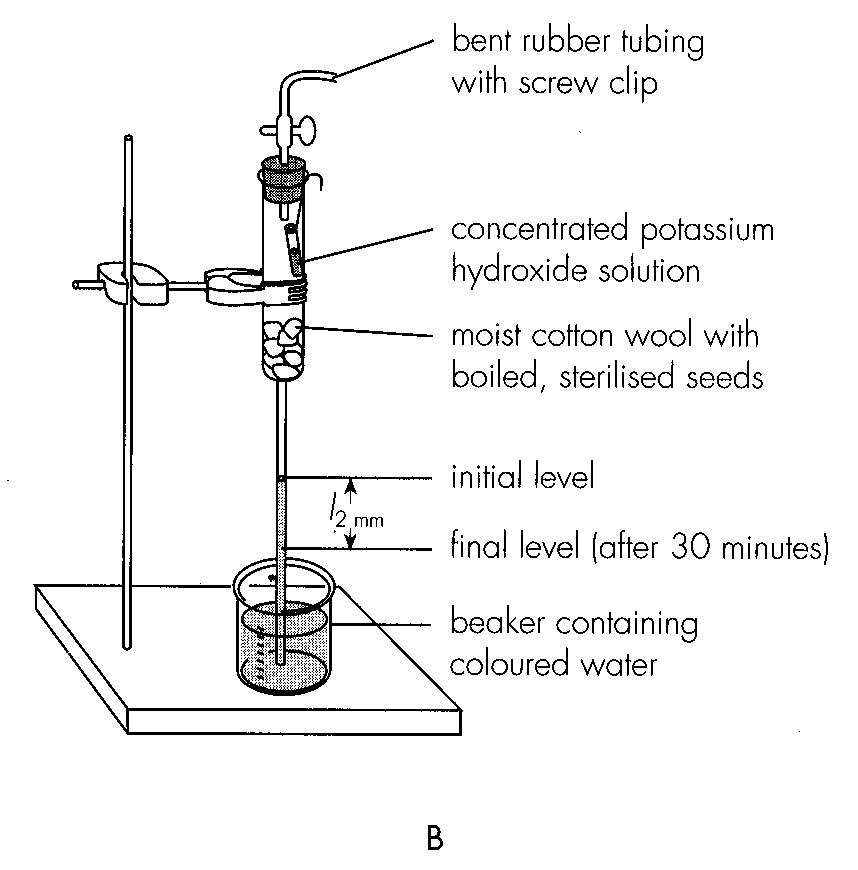 bent rubber tubing
with screw clip
concentrated potassium
hydroxide solution
moist cotton wool with
boiled, sterilised seeds
initial level
l2 mm
final level (after 30 minutes)
beaker containing
coloured water
B